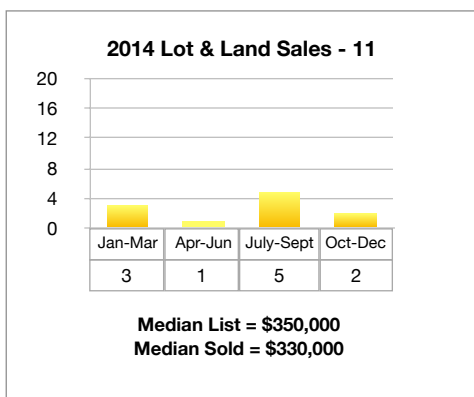 2014 Lot & Land Sales - 11
20
16
12
8
4
0
Jan-Mar Apr-Jun July-Sept Oct-Dec
3 1 5 2
Median List = $350,000
Median Sold = $330,000